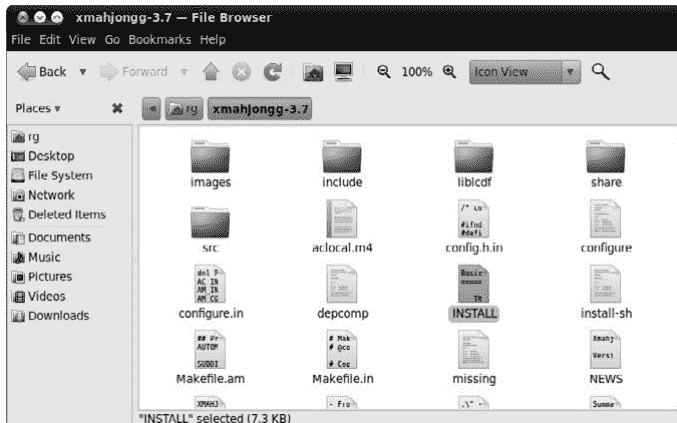 xmahjongg-3.7 — File Browser
File Edit View Go Bookmarks Help
Back Forward 100% Icon View
Places rg xmahjongg-3.7
rg
Desktop
File System
Network
Deleted Items
Documents
Music
Pictures
Videos
Downloads
images include liblcdf share
src aclocal.m4 config.h.in configure
configure.in depcomp INSTALL install-sh
Makefile.am Makefile.in missing NEWS
"INSTALL" selected (7.3 KB)